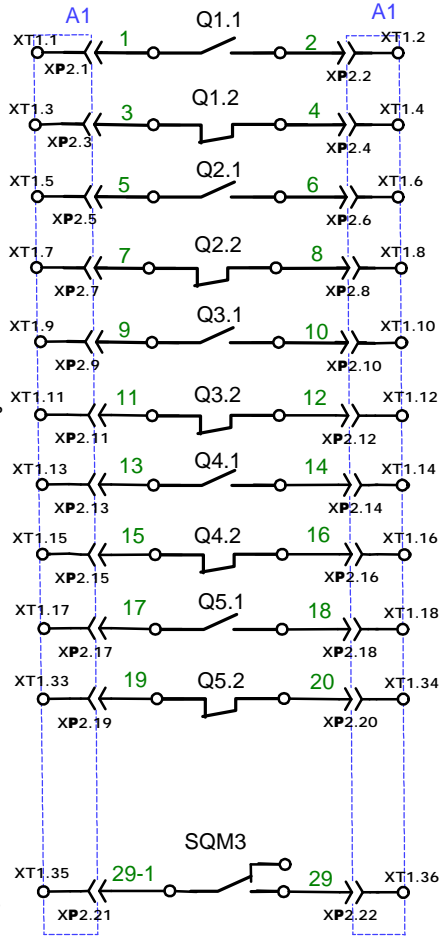 A1 Q1.1 A1
XT1.1 1 2 XT1.2
XP2.1 XP2.2
Q1.2
XT1.3 3 4 XT1.4
XP2.3 XP2.4
Q2.1
XT1.5 5 6 XT1.6
XP2.5 XP2.6
Q2.2
XT1.7 7 8 XT1.8
XP2.7 XP2.8
Q3.1
XT1.9 9 10 XT1.10
XP2.9 XP2.10
Q3.2
XT1.11 11 12 XT1.12
XP2.11 XP2.12
Q4.1
XT1.13 13 14 XT1.14
XP2.13 XP2.14
Q4.2
XT1.15 15 16 XT1.16
XP2.15 XP2.16
Q5.1
XT1.17 17 18 XT1.18
XP2.17 XP2.18
Q5.2
XT1.33 19 20 XT1.34
XP2.19 XP2.20
SQM3
XT1.35 29-1 29 XT1.36
XP2.21 XP2.22